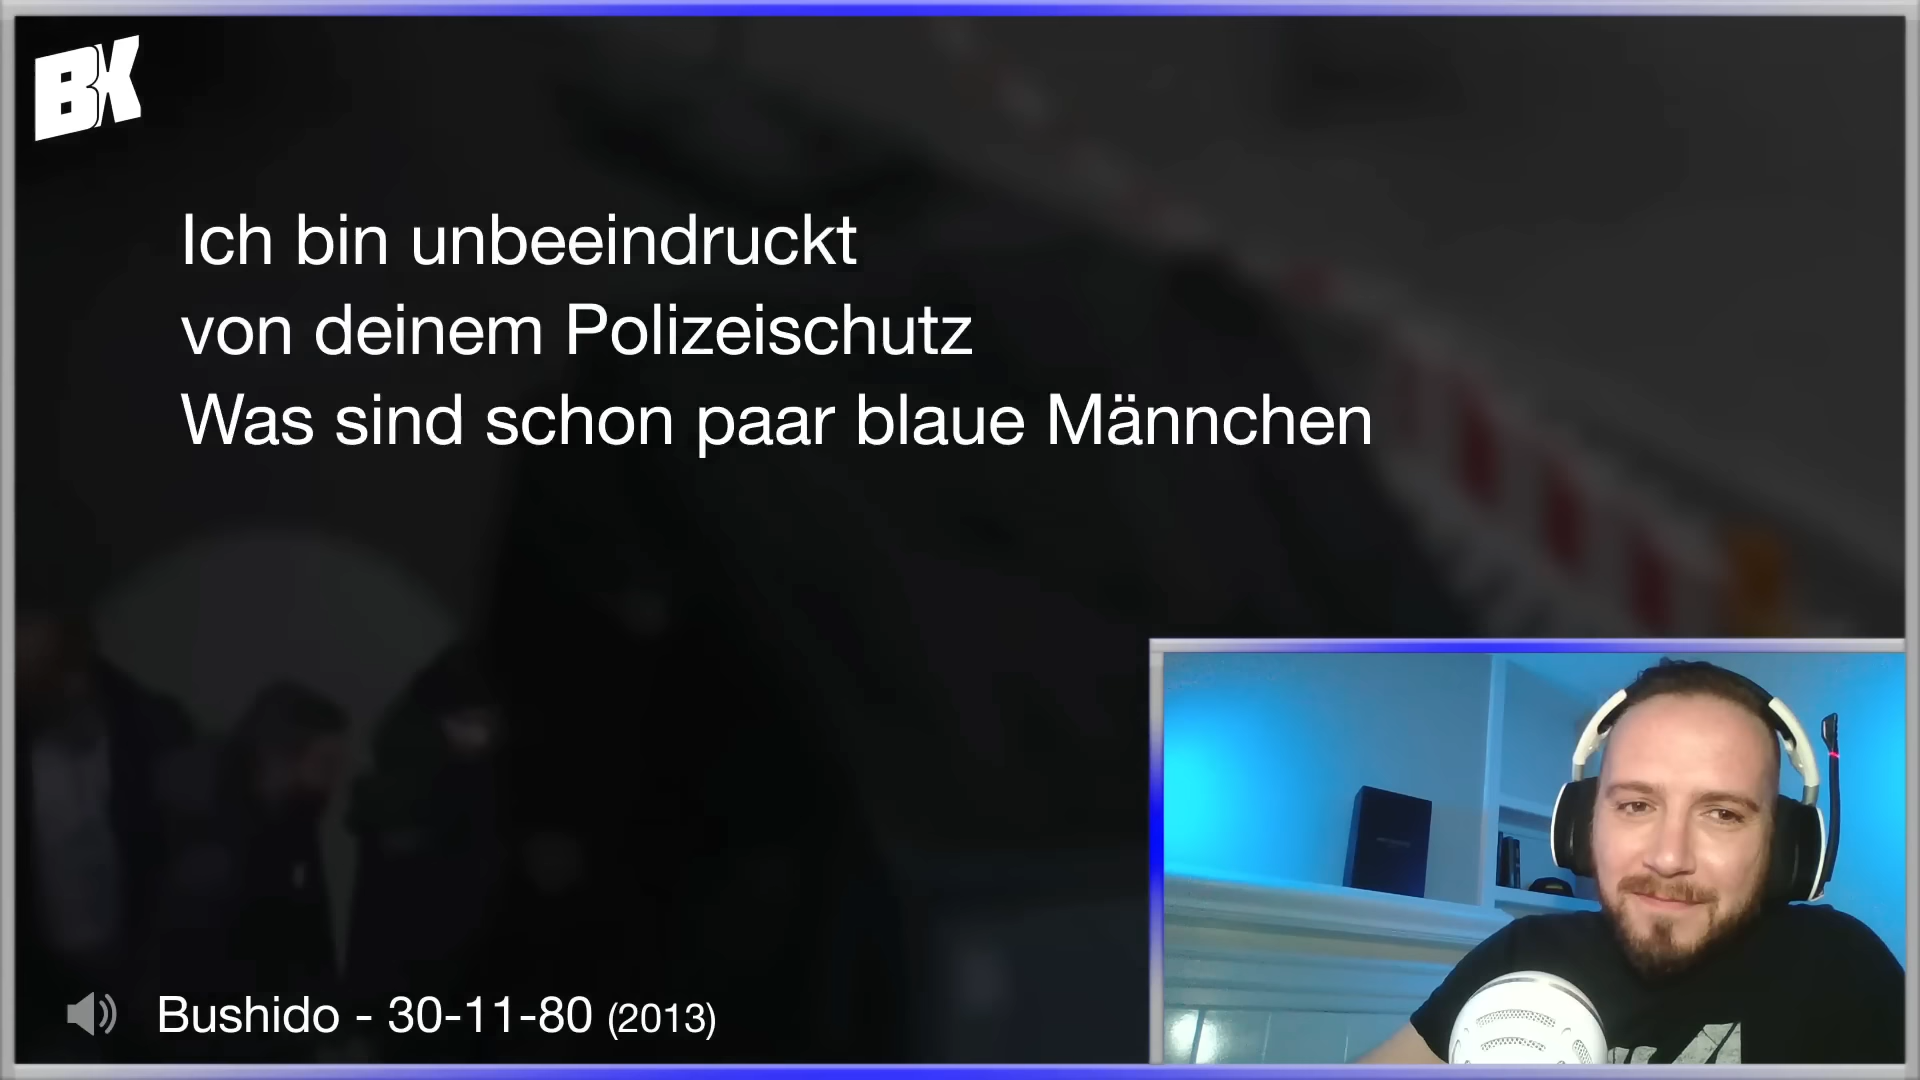 BK
Ich bin unbeeindruckt
von deinem Polizeischutz
Was sind schon paar blaue Männchen
Bushido - 30-11-80 (2013)